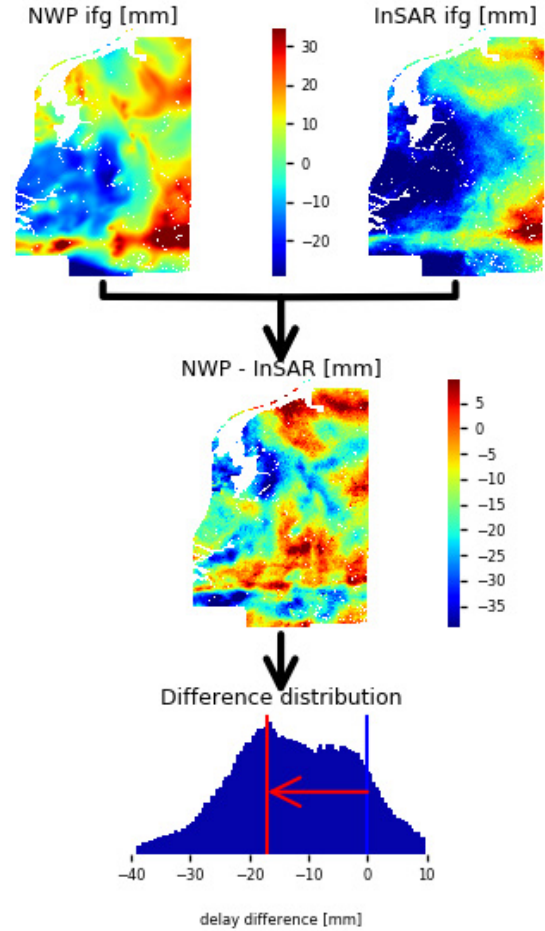 NWP ifg [mm]
InSAR ifg [mm]
30
20
10
0
−10
−20
NWP - InSAR [mm]
5
0
−5
−10
−15
−20
−25
−30
−35
Difference distribution
−40 −30 −20 −10 0 10
delay difference [mm]